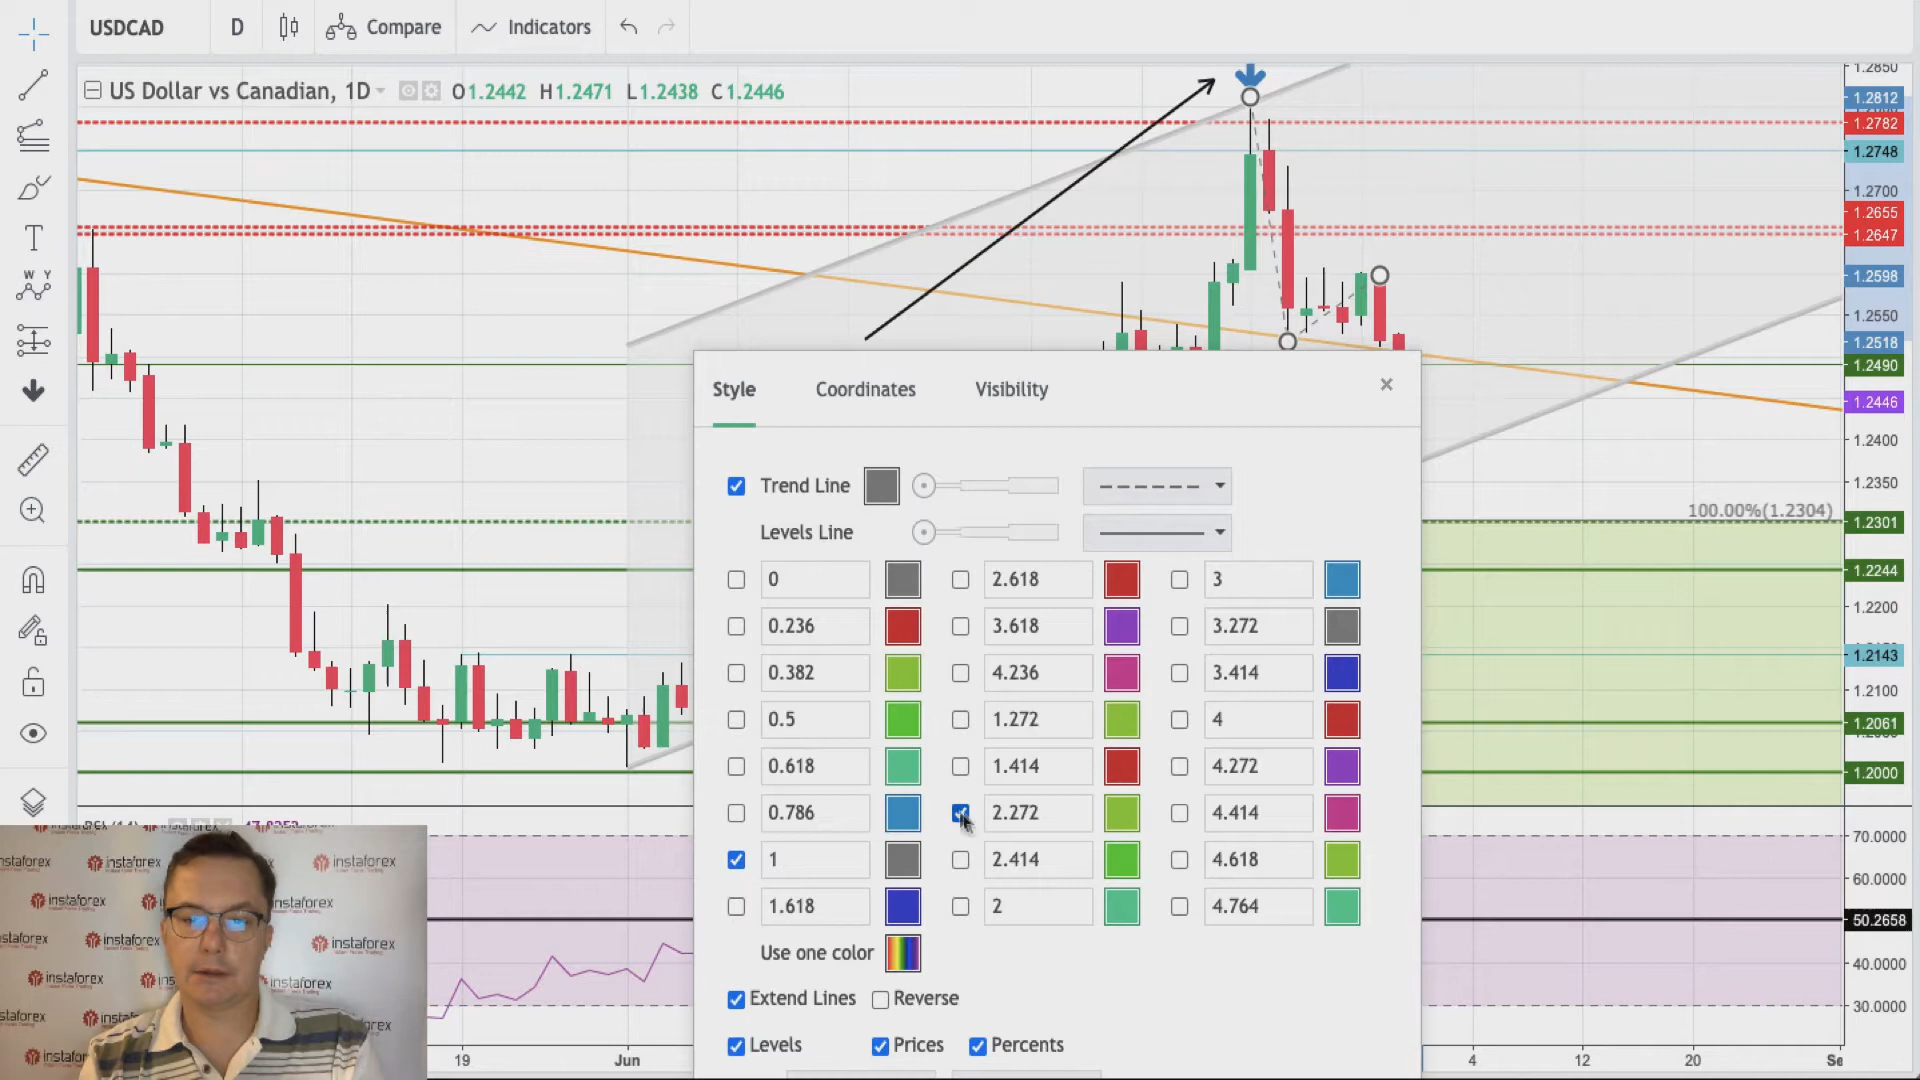 USDCAD D Compare Indicators
US Dollar vs Canadian, 1D O1.2442 H1.2471 L1.2438 C1.2446
1.2850
1.2812
1.2782
1.2748
1.2700
1.2655
1.2647
1.2598
1.2550
1.2518
1.2490
1.2446
1.2400
1.2350
100.00%(1.2304)
1.2301
1.2244
1.2200
1.2143
1.2100
1.2061
1.2000
Style Coordinates Visibility ×
Trend Line
Levels Line
0 2.618 3
0.236 3.618 3.272
0.382 4.236 3.414
0.5 1.272 4
0.618 1.414 4.272
0.786 2.272 4.414
1 2.414 4.618
1.618 2 4.764
Use one color
Extend Lines Reverse
Levels Prices Percents
70.0000
60.0000
50.2658
40.0000
30.0000
19 Jun 4 12 20 Se
T
W Y
instaforex
instaforex
instaforex
instaforex